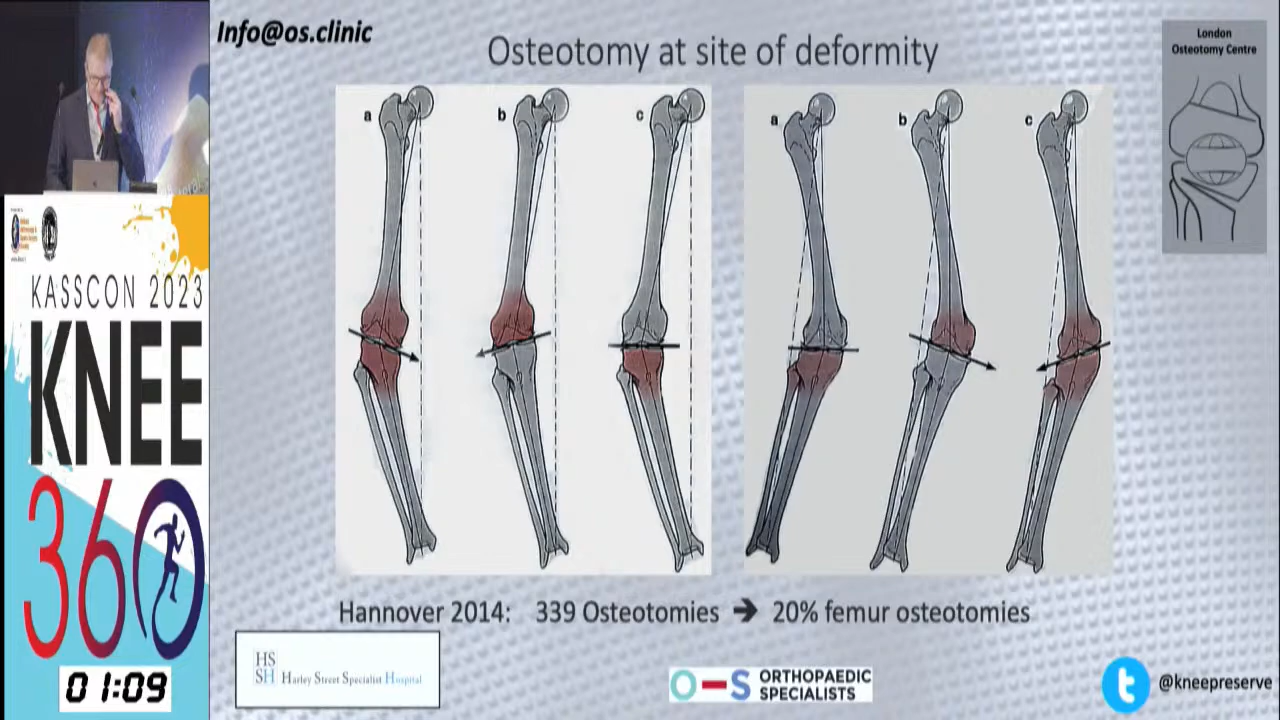 Info@os.clinic
Osteotomy at site of deformity
London
Osteotomy Centre
a
b
c
a
b
c
KASSCON 2023
KNEE
360
01:09
Hannover 2014: 339 Osteotomies → 20% femur osteotomies
HS
SH Harley Street Specialist Hospital
O-S ORTHOPAEDIC
SPECIALISTS
@kneepreserve